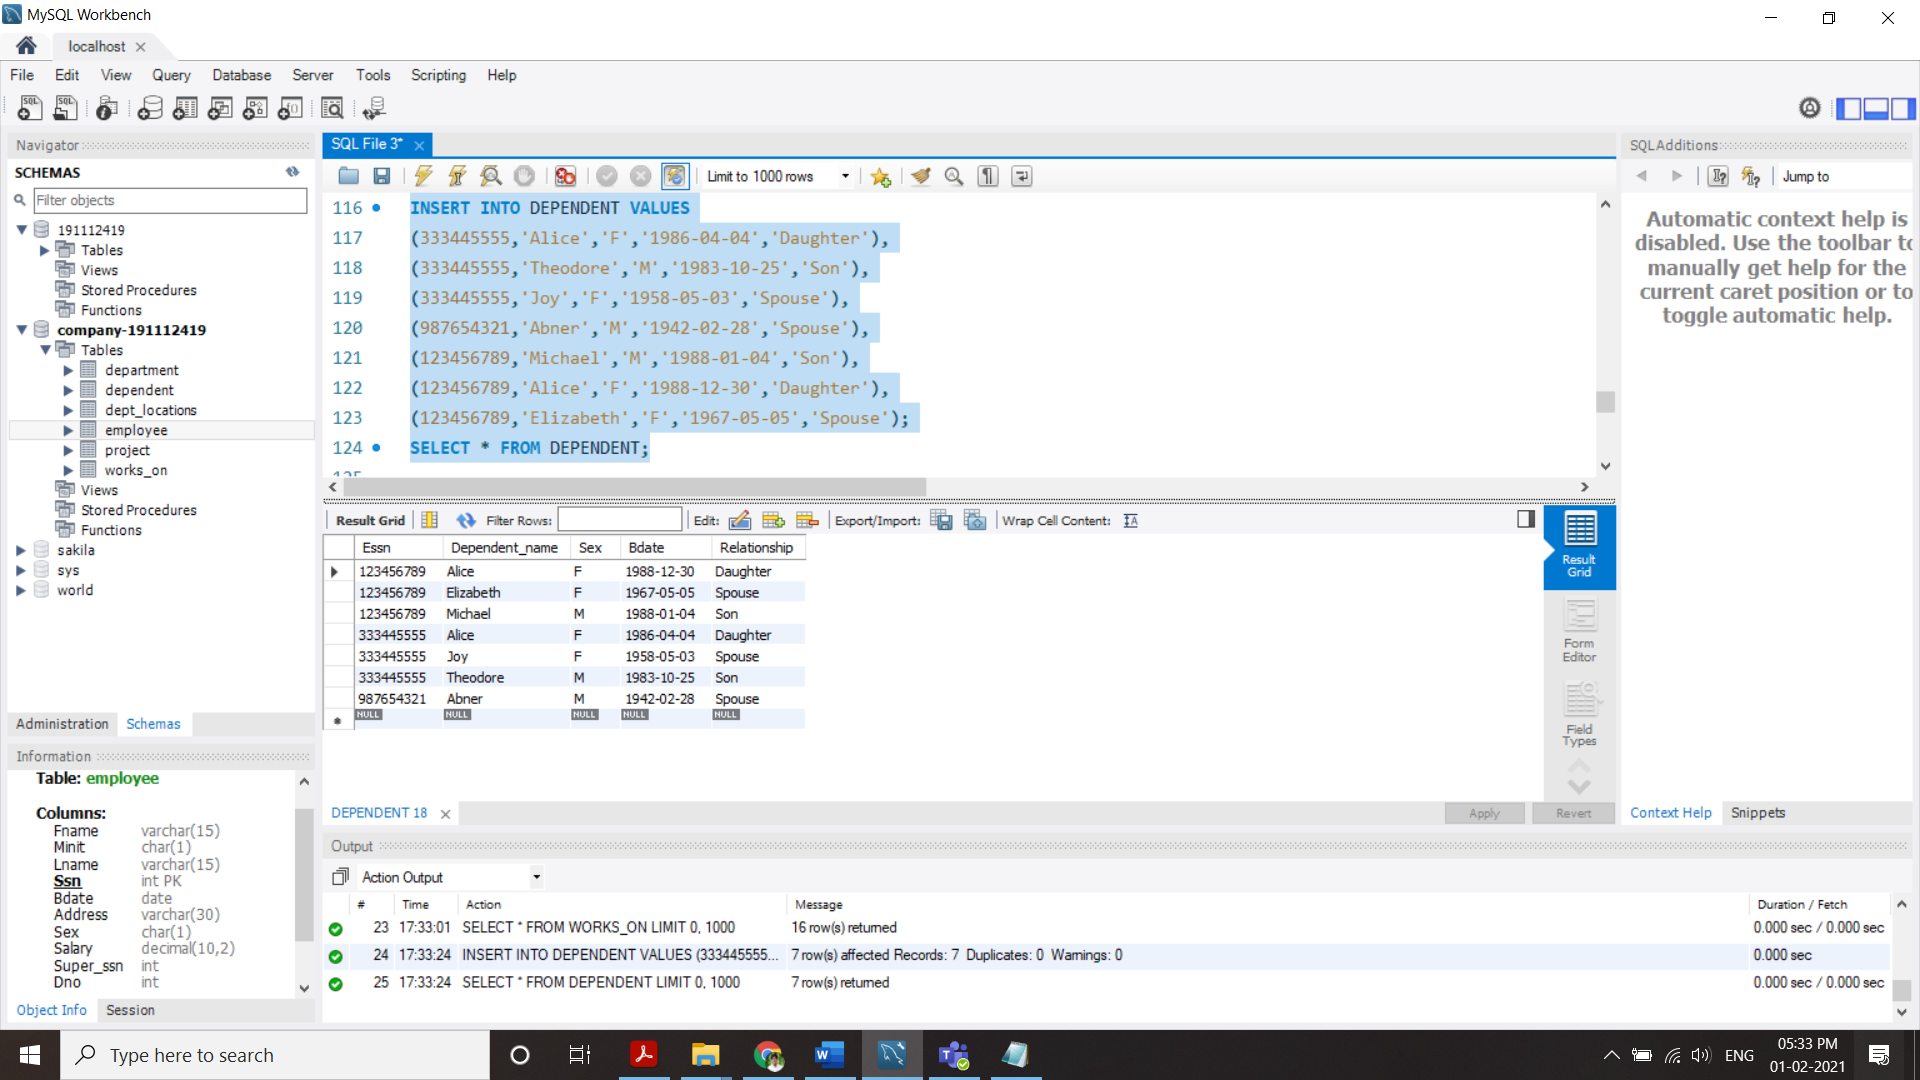 MySQL Workbench
localhost
File Edit View Query Database Server Tools Scripting Help
Navigator
SCHEMAS
Filter objects
191112419
Tables
Views
Stored Procedures
Functions
company-191112419
Tables
department
dependent
dept_locations
employee
project
works_on
Views
Stored Procedures
Functions
sakila
sys
world
Administration Schemas
Information
Table: employee
Columns:
Fname varchar(15)
Minit char(1)
Lname varchar(15)
Ssn int PK
Bdate date
Address varchar(30)
Sex char(1)
Salary decimal(10,2)
Super_ssn int
Dno int
Object Info Session
SQL File 3*
Limit to 1000 rows
116 INSERT INTO DEPENDENT VALUES
117 (333445555,'Alice','F','1986-04-04','Daughter'),
118 (333445555,'Theodore','M','1983-10-25','Son'),
119 (333445555,'Joy','F','1958-05-03','Spouse'),
120 (987654321,'Abner','M','1942-02-28','Spouse'),
121 (123456789,'Michael','M','1988-01-04','Son'),
122 (123456789,'Alice','F','1988-12-30','Daughter'),
123 (123456789,'Elizabeth','F','1967-05-05','Spouse');
124 SELECT * FROM DEPENDENT;
125
Result Grid Filter Rows: Edit: Export/Import: Wrap Cell Content:
Essn Dependent_name Sex Bdate Relationship
123456789 Alice F 1988-12-30 Daughter
123456789 Elizabeth F 1967-05-05 Spouse
123456789 Michael M 1988-01-04 Son
333445555 Alice F 1986-04-04 Daughter
333445555 Joy F 1958-05-03 Spouse
333445555 Theodore M 1983-10-25 Son
987654321 Abner M 1942-02-28 Spouse
NULL NULL NULL NULL NULL
Result
Grid
Form
Editor
Field
Types
DEPENDENT 18
Apply Revert
Output
Action Output
# Time Action Message Duration / Fetch
23 17:33:01 SELECT * FROM WORKS_ON LIMIT 0, 1000 16 row(s) returned 0.000 sec / 0.000 sec
24 17:33:24 INSERT INTO DEPENDENT VALUES (333445555... 7 row(s) affected Records: 7 Duplicates: 0 Warnings: 0 0.000 sec
25 17:33:24 SELECT * FROM DEPENDENT LIMIT 0, 1000 7 row(s) returned 0.000 sec / 0.000 sec
SQLAdditions
Jump to
Automatic context help is
disabled. Use the toolbar to
manually get help for the
current caret position or to
toggle automatic help.
Context Help Snippets
Type here to search
ENG
05:33 PM
01-02-2021